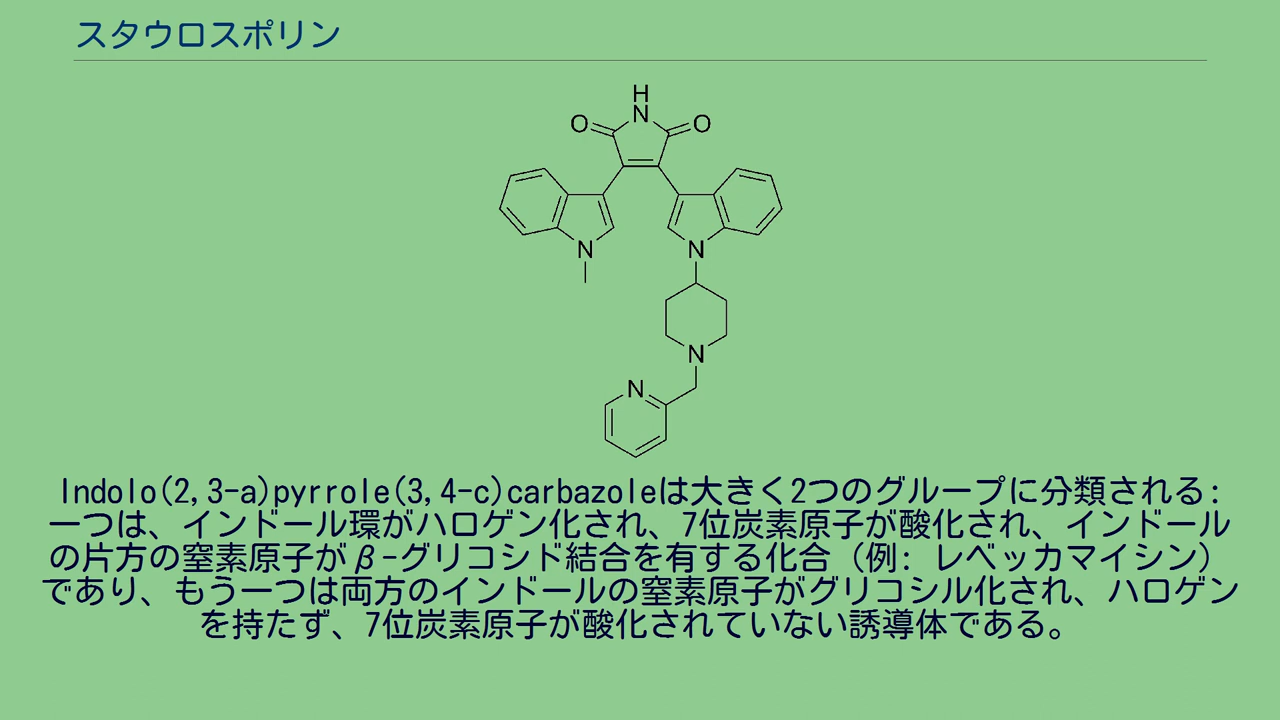 スタウロスポリン
H
N
O
O
N
N
N
N
Indolo(2,3-a)pyrrole(3,4-c)carbazoleは大きく2つのグループに分類される:
一つは、インドール環がハロゲン化され、7位炭素原子が酸化され、インドール
の片方の窒素原子がβ-グリコシド結合を有する化合（例: レベッカマイシン）
であり、もう一つは両方のインドールの窒素原子がグリコシル化され、ハロゲン
を持たず、7位炭素原子が酸化されていない誘導体である。